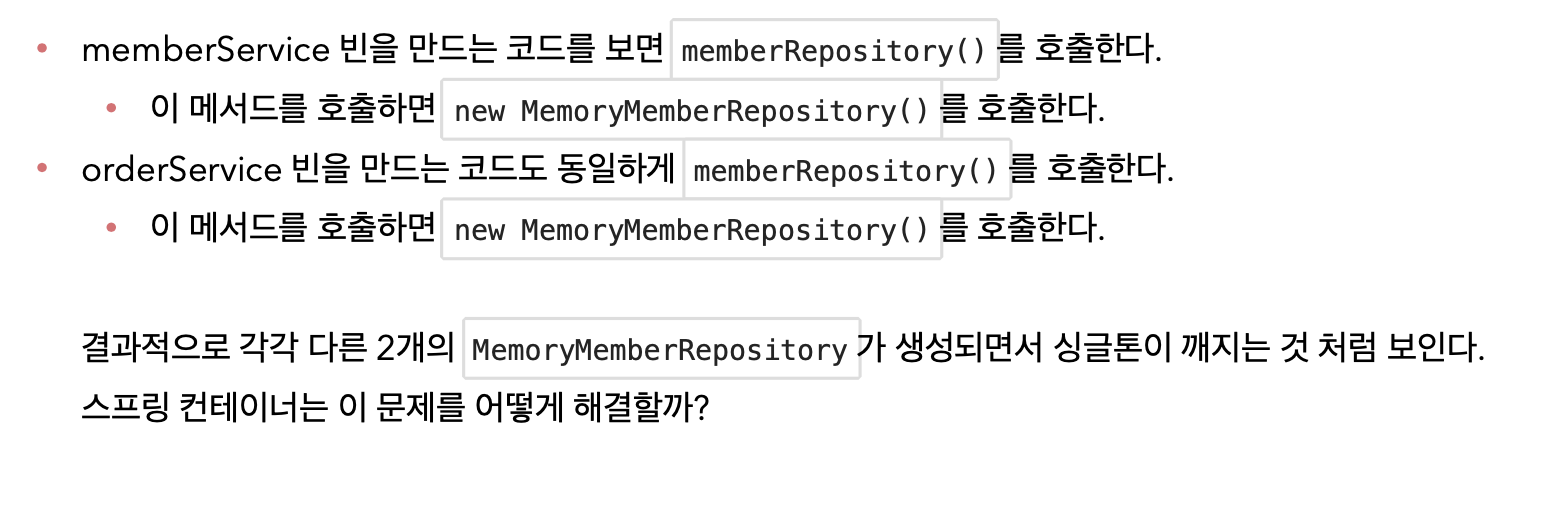 • memberService 빈을 만드는 코드를 보면 memberRepository() 를 호출한다.
• 이 메서드를 호출하면 new MemoryMemberRepository() 를 호출한다.
• orderService 빈을 만드는 코드도 동일하게 memberRepository() 를 호출한다.
• 이 메서드를 호출하면 new MemoryMemberRepository() 를 호출한다.
결과적으로 각각 다른 2개의 MemoryMemberRepository 가 생성되면서 싱글톤이 깨지는 것 처럼 보인다.
스프링 컨테이너는 이 문제를 어떻게 해결할까?